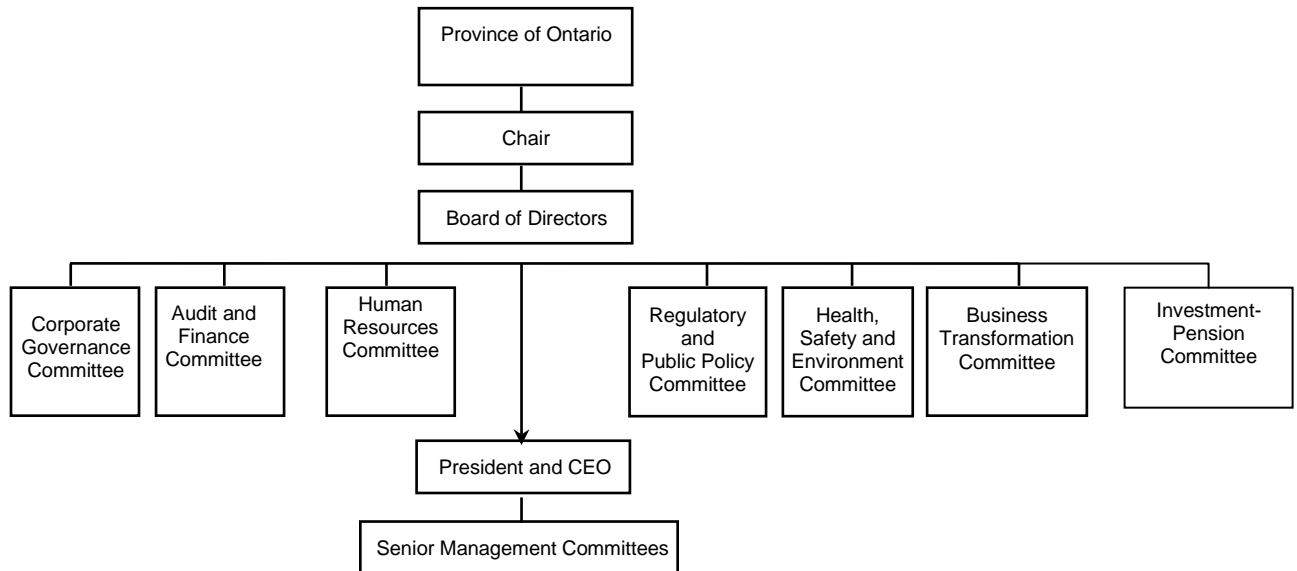 Province of Ontario
Chair
Board of Directors
Corporate
Governance
Committee
Audit and
Finance
Committee
Human
Resources
Committee
Regulatory
and
Public Policy
Committee
Health,
Safety and
Environment
Committee
Business
Transformation
Committee
Investment-
Pension
Committee
President and CEO
Senior Management Committees